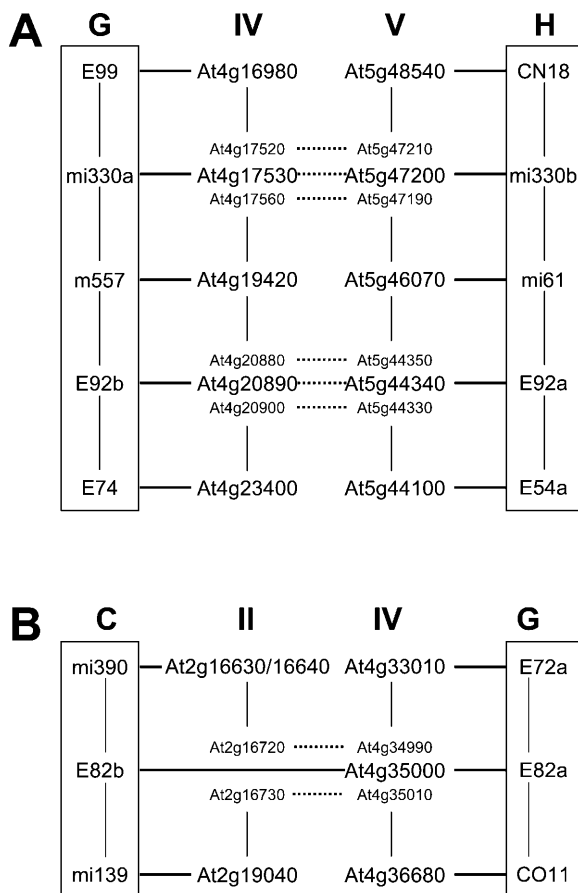 A
G IV V H
E99 At4g16980 At5g48540 CN18
At4g17520 At5g47210
mi330a At4g17530 At5g47200 mi330b
At4g17560 At5g47190
m557 At4g19420 At5g46070 mi61
At4g20880 At5g44350
E92b At4g20890 At5g44340 E92a
At4g20900 At5g44330
E74 At4g23400 At5g44100 E54a
B
C II IV G
mi390 At2g16630/16640 At4g33010 E72a
At2g16720 At4g34990
E82b At4g35000 E82a
At2g16730 At4g35010
mi139 At2g19040 At4g36680 CO11